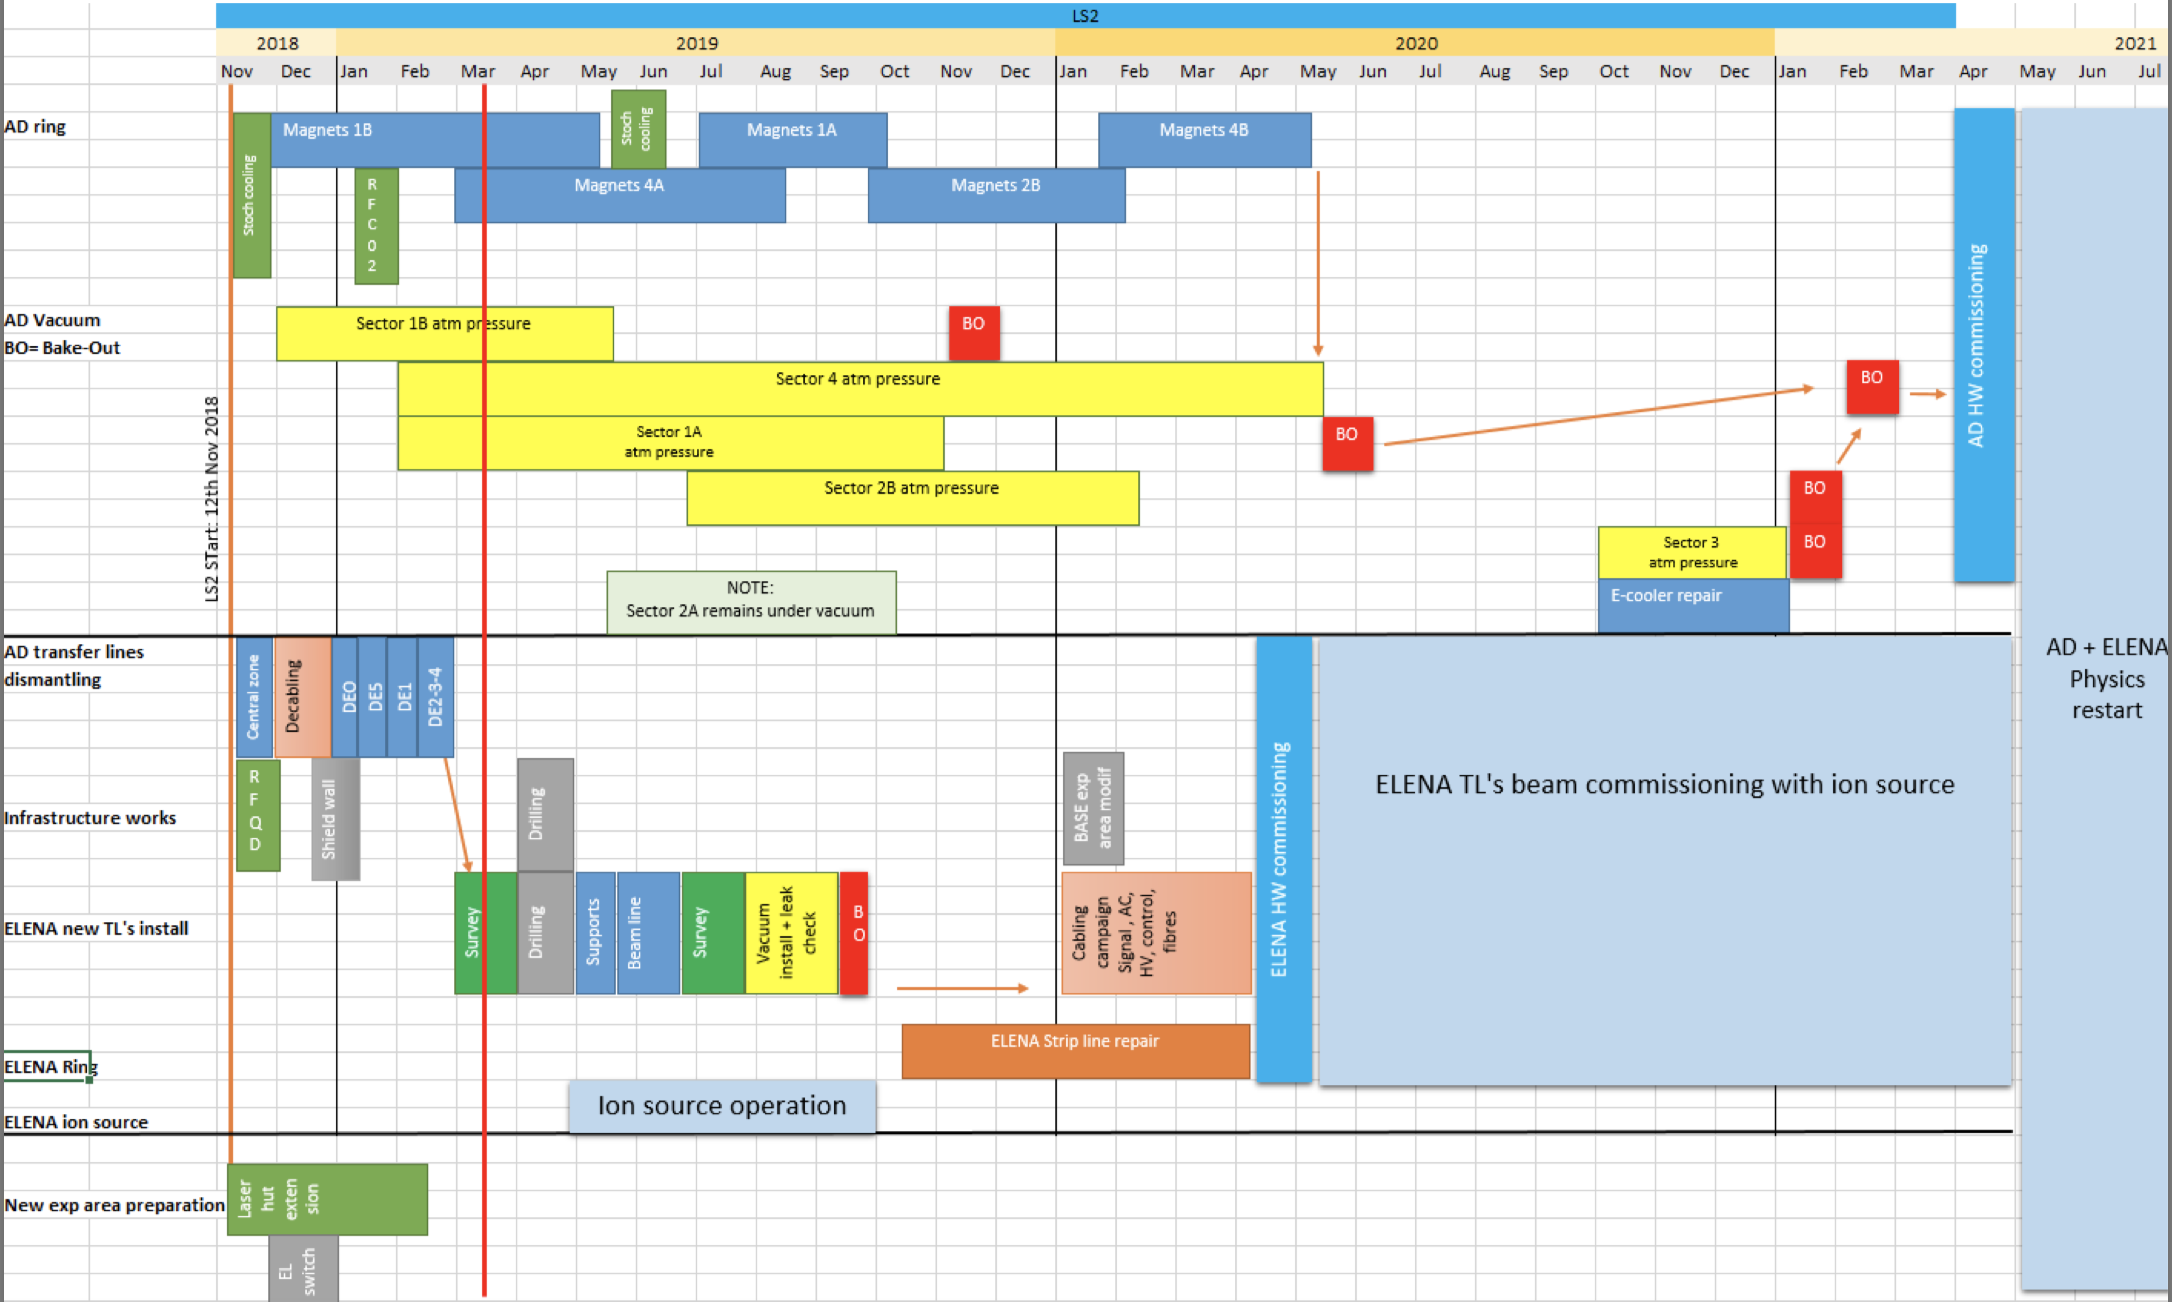 LS2
2018 2019 2020 2021
Nov Dec Jan Feb Mar Apr May Jun Jul Aug Sep Oct Nov Dec Jan Feb Mar Apr May Jun Jul Aug Sep Oct Nov Dec Jan Feb Mar Apr May Jun Jul
AD ring
Stoch cooling
Magnets 1B
Stoch
cooling
Magnets 1A
Magnets 4B
R
F
C
0
2
Magnets 4A
Magnets 2B
AD Vacuum
BO= Bake-Out
LS2 STart: 12th Nov 2018
Sector 1B atm pressure
BO
Sector 4 atm pressure
BO
Sector 1A
atm pressure
BO
Sector 2B atm pressure
BO
Sector 3
atm pressure
BO
E-cooler repair
NOTE:
Sector 2A remains under vacuum
AD HW commissioning
AD + ELENA
Physics
restart
AD transfer lines
dismantling
Central zone
Decabling
DE0
DE5
DE1
DE2-3-4
Infrastructure works
R
F
Q
D
Shield wall
Drilling
BASE exp
area modif
ELENA new TL's install
Survey
Drilling
Supports
Beam line
Survey
Vacuum
install + leak
check
B
O
Cabling
campaign
Signal , AC,
HV, control,
fibres
ELENA HW commissioning
ELENA TL's beam commissioning with ion source
ELENA Ring
ELENA Strip line repair
ELENA ion source
Ion source operation
New exp area preparation
Laser
hut
exten
sion
EL
switch